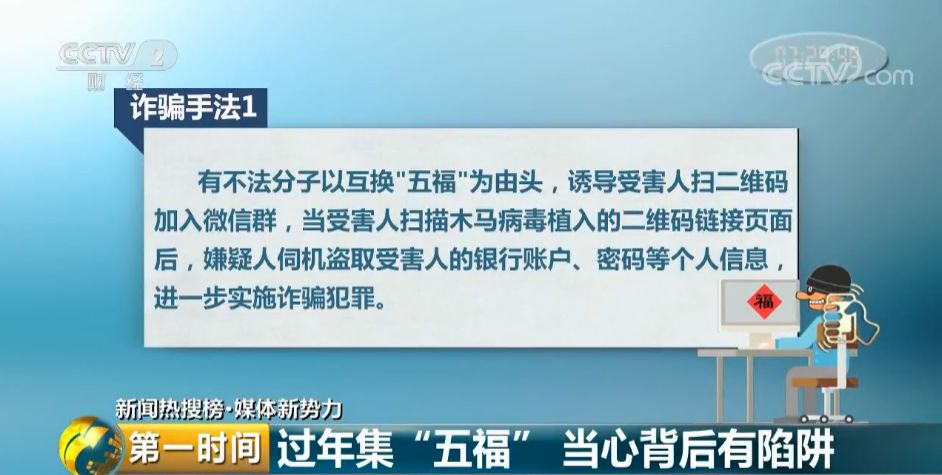 CCTV 2
财经
07:29:49
CCTV.com
诈骗手法1
有不法分子以互换"五福"为由头，诱导受害人扫二维码
加入微信群，当受害人扫描木马病毒植入的二维码链接页面
后，嫌疑人伺机盗取受害人的银行账户、密码等个人信息，
进一步实施诈骗犯罪。
福
新闻热搜榜·媒体新势力
第一时间
过年集“五福” 当心背后有陷阱